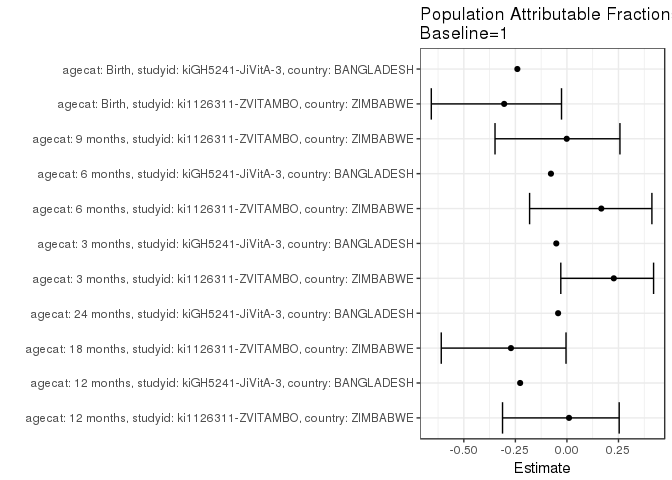 Population Attributable Fraction
Baseline=1
agecat: Birth, studyid: kiGH5241-JiVitA-3, country: BANGLADESH
agecat: Birth, studyid: ki1126311-ZVITAMBO, country: ZIMBABWE
agecat: 9 months, studyid: ki1126311-ZVITAMBO, country: ZIMBABWE
agecat: 6 months, studyid: kiGH5241-JiVitA-3, country: BANGLADESH
agecat: 6 months, studyid: ki1126311-ZVITAMBO, country: ZIMBABWE
agecat: 3 months, studyid: kiGH5241-JiVitA-3, country: BANGLADESH
agecat: 3 months, studyid: ki1126311-ZVITAMBO, country: ZIMBABWE
agecat: 24 months, studyid: kiGH5241-JiVitA-3, country: BANGLADESH
agecat: 18 months, studyid: ki1126311-ZVITAMBO, country: ZIMBABWE
agecat: 12 months, studyid: kiGH5241-JiVitA-3, country: BANGLADESH
agecat: 12 months, studyid: ki1126311-ZVITAMBO, country: ZIMBABWE
-0.50 -0.25 0.00 0.25
Estimate